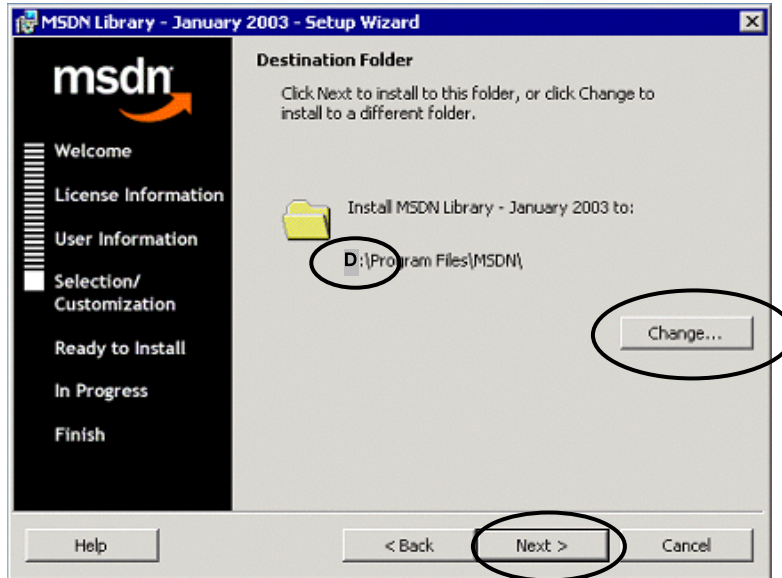 MSDN Library - January 2003 - Setup Wizard
msdn
Welcome
License Information
User Information
Selection/
Customization
Ready to Install
In Progress
Finish
Destination Folder
Click Next to install to this folder, or click Change to
install to a different folder.
Install MSDN Library - January 2003 to:
D:\Program Files\MSDN\
Change...
Help
< Back
Next >
Cancel